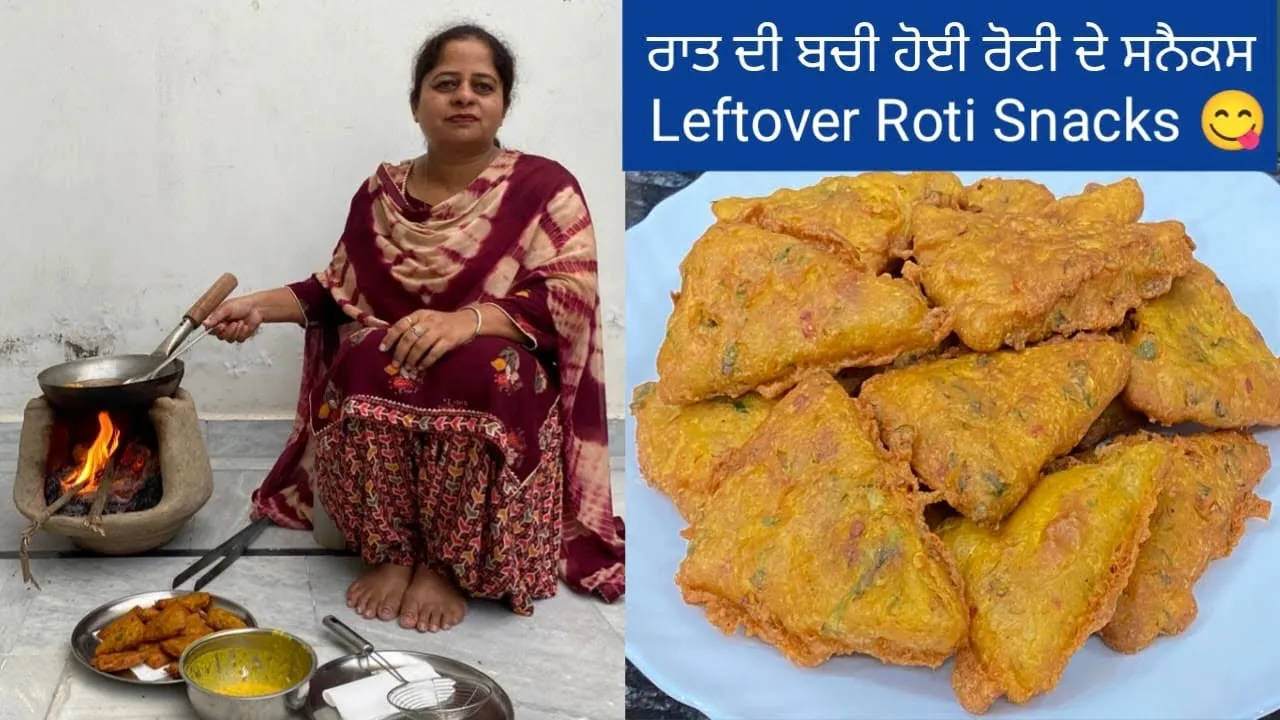 ਰਾਤ ਦੀ ਬਚੀ ਹੋਈ ਰੋਟੀ ਦੇ ਸਨੈਕਸ
Leftover Roti Snacks 😋